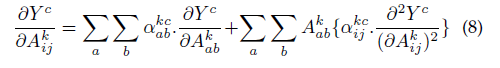 ∂Y^c/∂A^k_{ij} = ∑_a ∑_b α^{kc}_{ab} . ∂Y^c/∂A^k_{ab} + ∑_a ∑_b A^k_{ab} {α^{kc}_{ij} . ∂²Y^c/(∂A^k_{ij})²} (8)